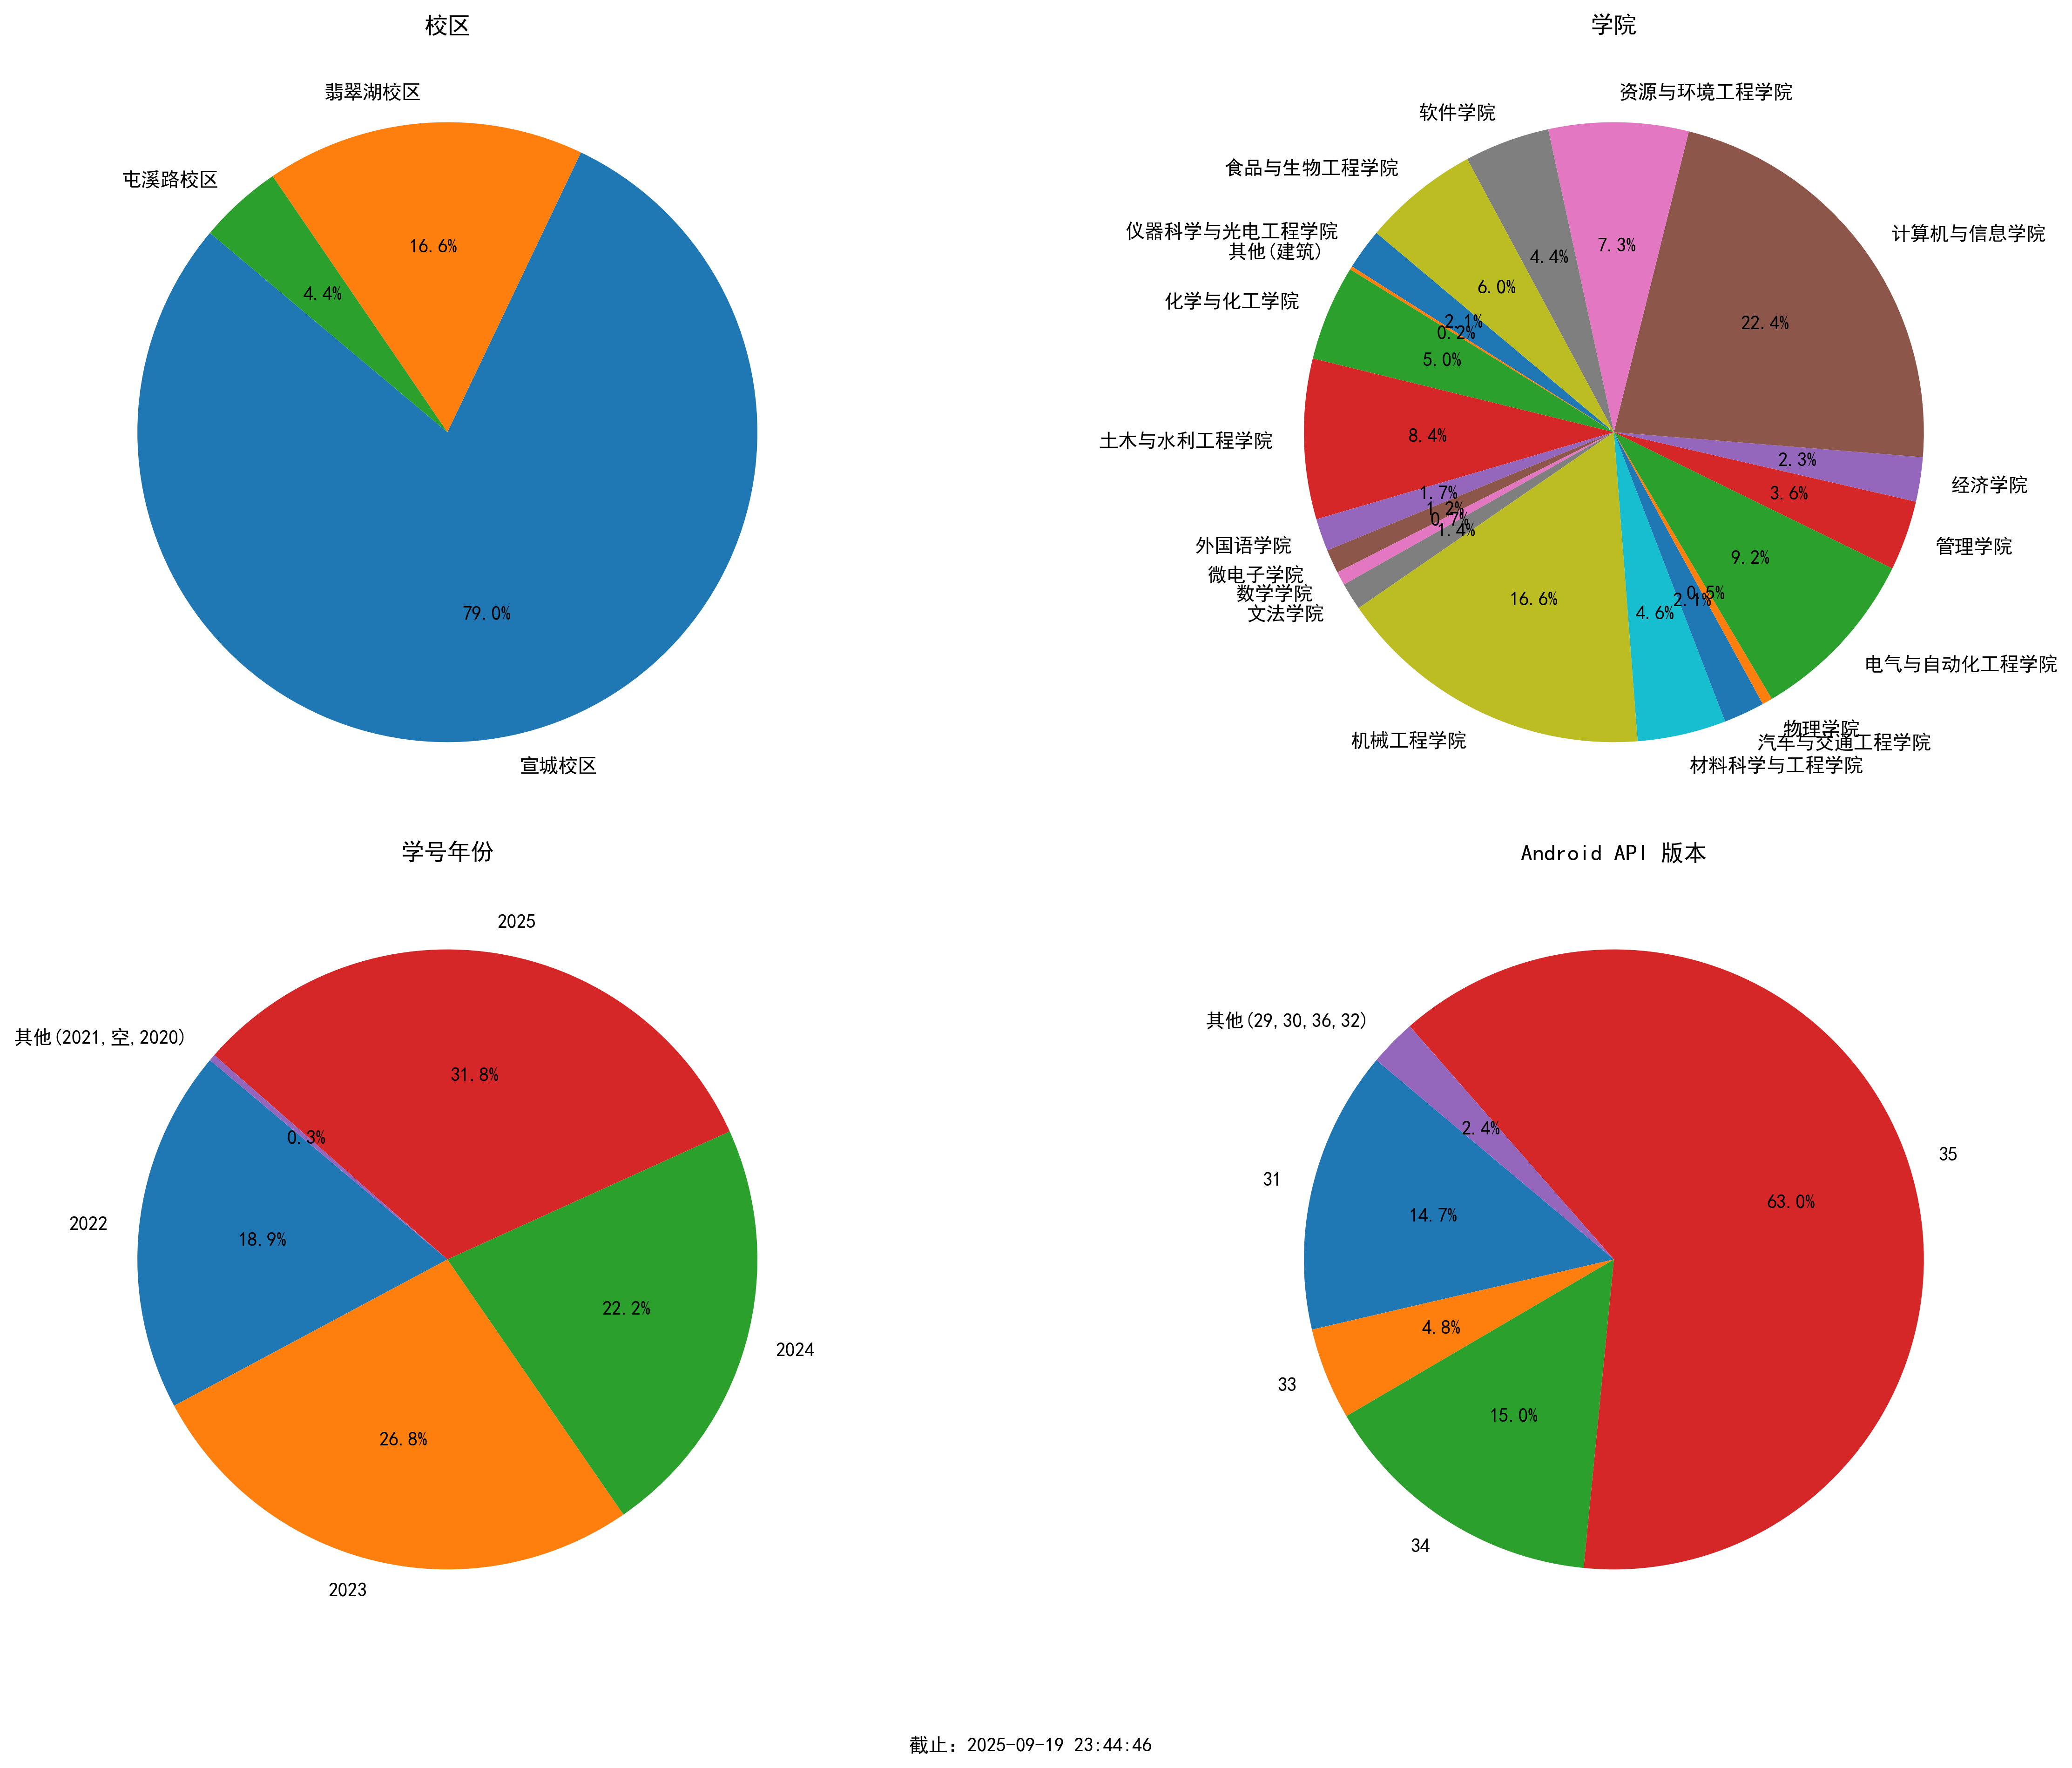 校区
翡翠湖校区
屯溪路校区
16.6%
4.4%
79.0%
宣城校区
学院
资源与环境工程学院
软件学院
食品与生物工程学院
仪器科学与光电工程学院
其他(建筑)
化学与化工学院
土木与水利工程学院
外国语学院
微电子学院
数学学院
文法学院
机械工程学院
材料科学与工程学院
汽车与交通工程学院
物理学院
电气与自动化工程学院
管理学院
经济学院
计算机与信息学院
7.3%
4.4%
6.0%
2.1%
0.2%
5.0%
8.4%
1.7%
1.2%
0.7%
1.4%
16.6%
4.6%
2.1%
0.5%
9.2%
3.6%
2.3%
22.4%
学号年份
2025
其他(2021,空,2020)
31.8%
0.3%
2022
18.9%
22.2%
2024
26.8%
2023
Android API 版本
其他(29,30,36,32)
2.4%
35
63.0%
31
14.7%
4.8%
33
15.0%
34
截止：2025-09-19 23:44:46